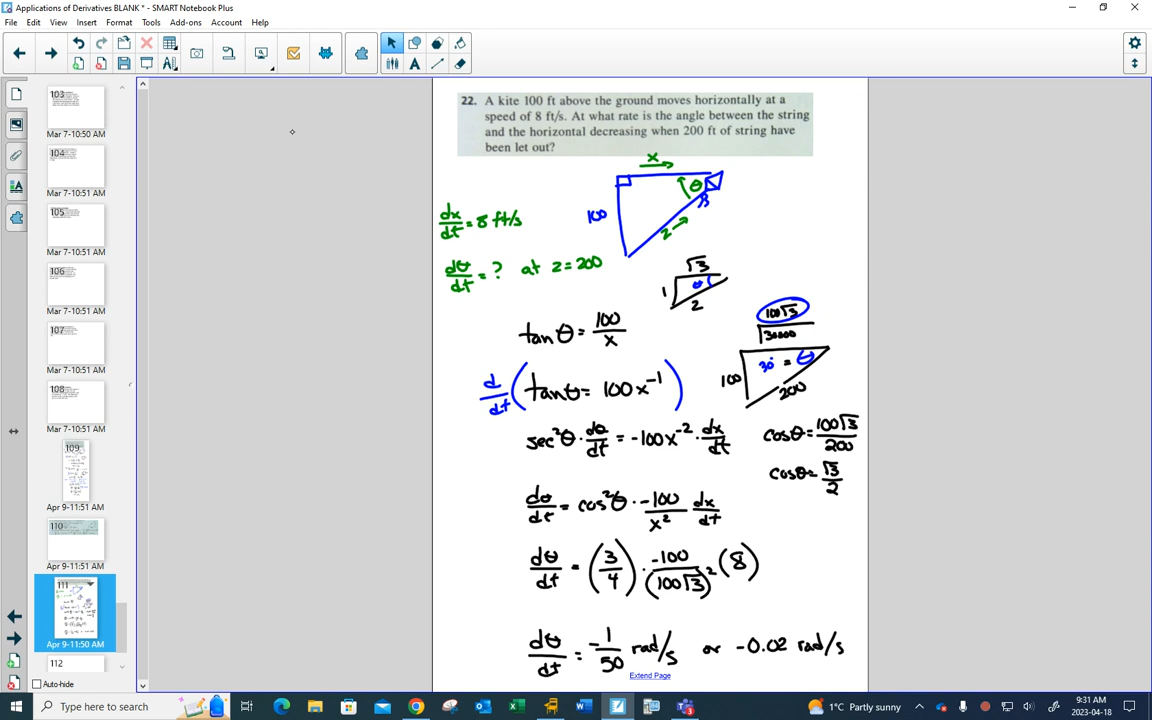 Applications of Derivatives BLANK * - SMART Notebook Plus
File Edit View Insert Format Tools Add-ons Account Help
103
Mar 7-10:50 AM
104
Mar 7-10:51 AM
105
Mar 7-10:51 AM
106
Mar 7-10:51 AM
107
Mar 7-10:51 AM
108
Mar 7-10:51 AM
109
Apr 9-11:51 AM
110
Apr 9-11:50 AM
111
Apr 9-11:50 AM
112
Auto-hide
22. A kite 100 ft above the ground moves horizontally at a
speed of 8 ft/s. At what rate is the angle between the string
and the horizontal decreasing when 200 ft of string have
been let out?
x
θ
100
z
dx/dt = 8 ft/s
dθ/dt = ? at z = 200
√3
1 θ
2
tanθ = 100/x
100√3
√30000
30° = θ
100
200
d/dt (tanθ = 100x⁻¹)
sec²θ · dθ/dt = -100x⁻² · dx/dt
cosθ = 100√3/200
cosθ = √3/2
dθ/dt = cos²θ · -100/x² dx/dt
dθ/dt = (3/4) · -100/(100√3)² (8)
dθ/dt = -1/50 rad/s or -0.02 rad/s
Extend Page
Type here to search
1°C Partly sunny
9:31 AM
2023-04-18